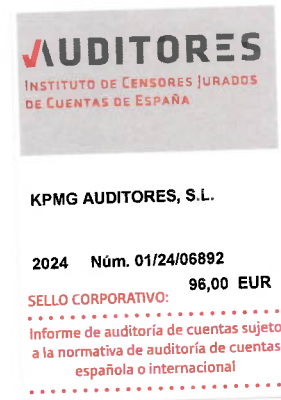 AUDITORES
INSTITUTO DE CENSORES JURADOS
DE CUENTAS DE ESPAÑA
KPMG AUDITORES, S.L.
2024 Núm. 01/24/06892
96,00 EUR
SELLO CORPORATIVO:
Informe de auditoría de cuentas sujeto
a la normativa de auditoría de cuentas
española o internacional